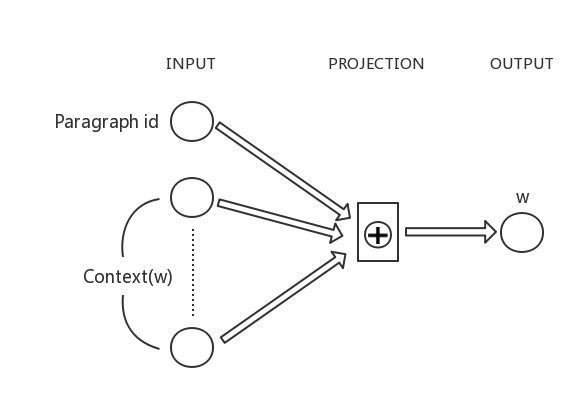 INPUT PROJECTION OUTPUT
Paragraph id
w
Context(w)